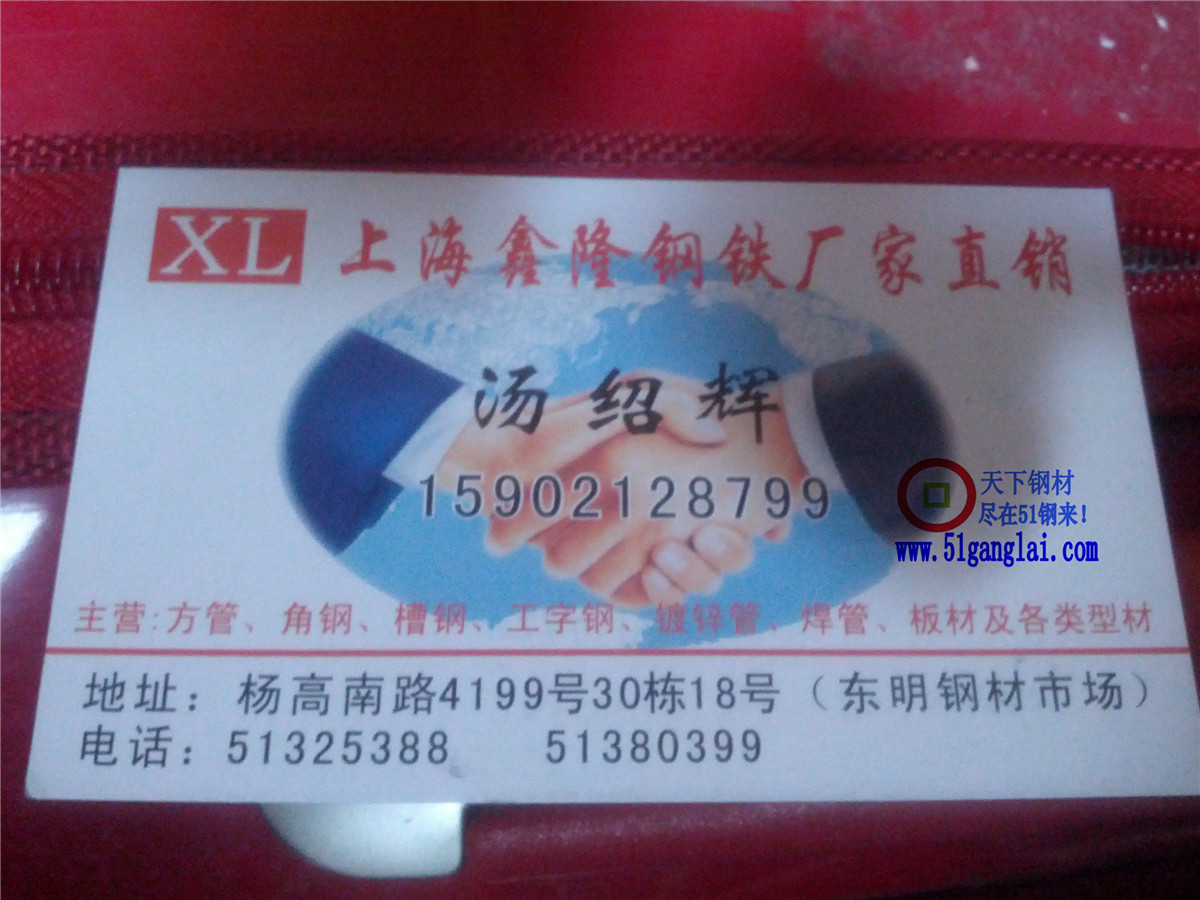 XL 上海鑫隆钢铁厂家直销
汤绍辉
15902128799
天下钢材
尽在51钢来!
www.51ganglai.com
主营:方管、角钢、槽钢、工字钢、镀锌管、焊管、板材及各类型材
地址：杨高南路4199号30栋18号（东明钢材市场）
电话：51325388 51380399